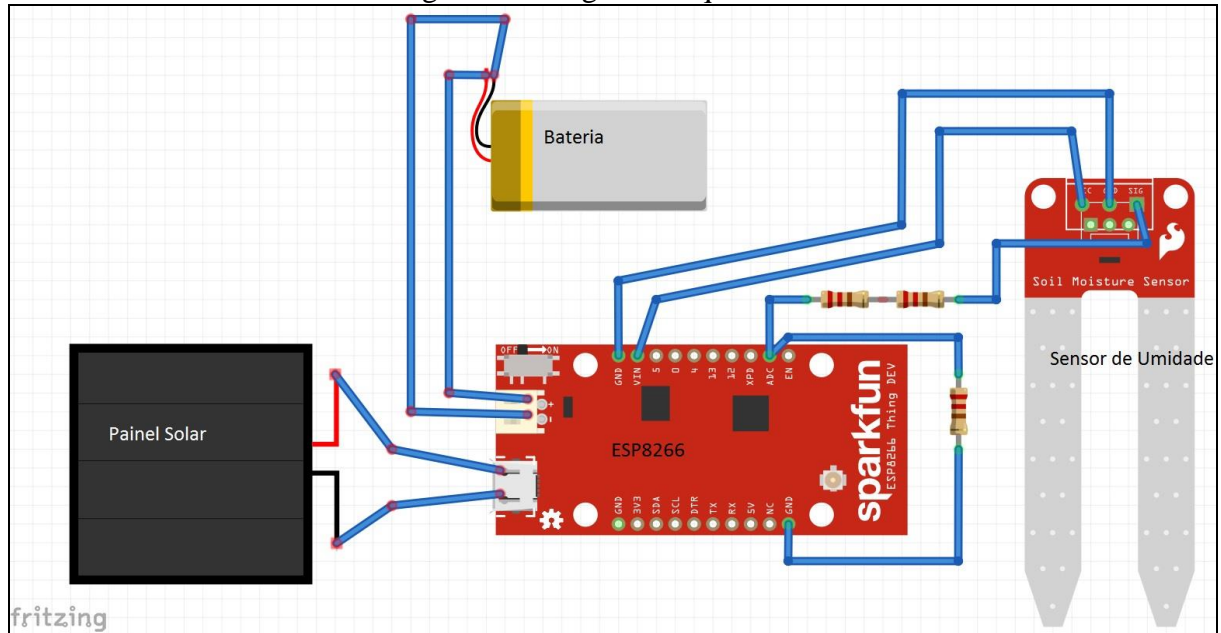 Bateria
SIG
Soil Moisture Sensor
Sensor de Umidade
OFF ON
GND VIN 5 0 4 13 12 XPD ADC EN
+
-
ESP8266
sparkfun
ESP8266 Thing DEV
GND 3V3 SDA SCL DTR TX RX 5V NC GND
Painel Solar
fritzing